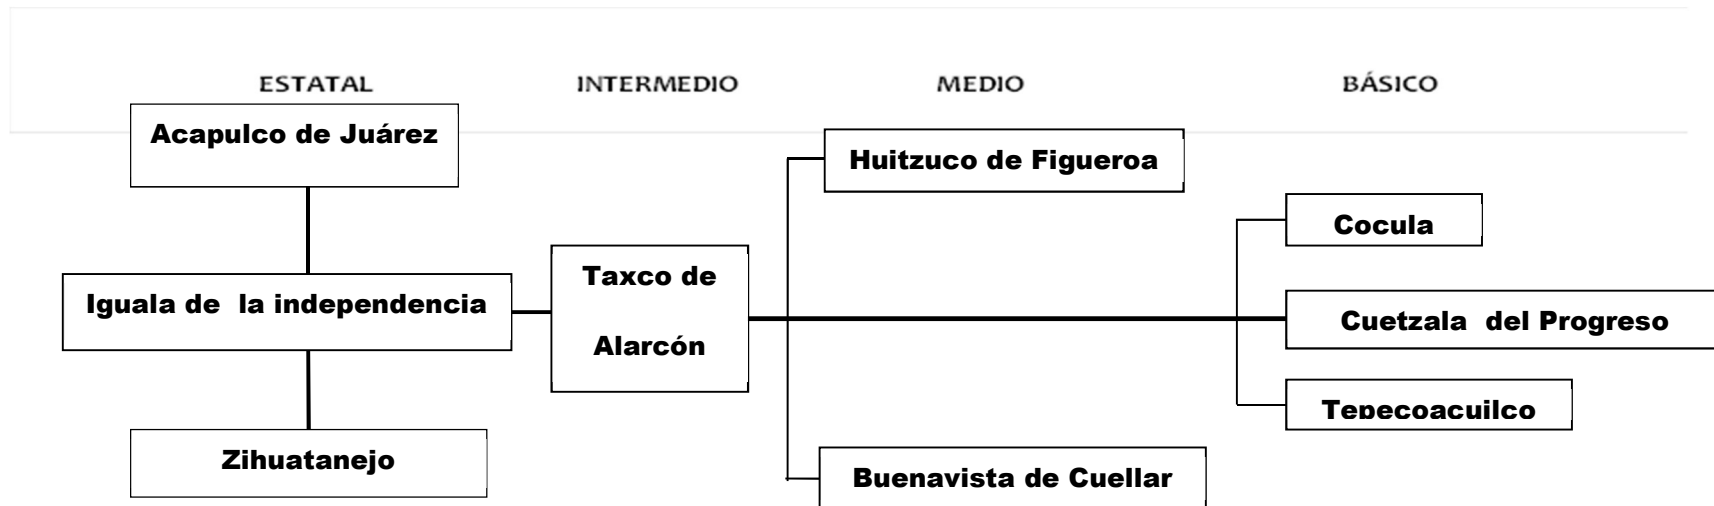 ESTATAL INTERMEDIO MEDIO BÁSICO
Acapulco de Juárez
Huitzuco de Figueroa
Cocula
Taxco de
Iguala de  la independencia
Cuetzala  del Progreso
Alarcón
Tepecoacuilco
Zihuatanejo
Buenavista de Cuellar